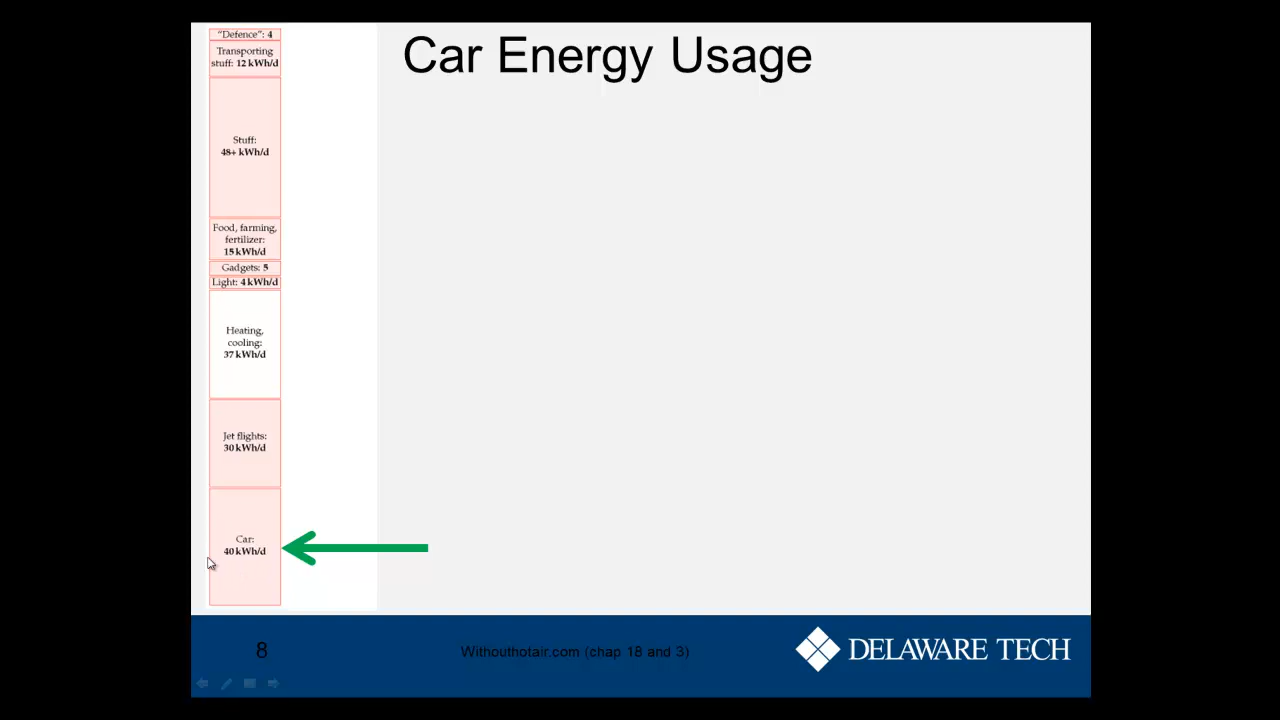 "Defence": 4
Transporting
stuff: 12 kWh/d
Stuff:
48+ kWh/d
Food, farming,
fertilizer:
15 kWh/d
Gadgets: 5
Light: 4 kWh/d
Heating,
cooling:
37 kWh/d
Jet flights:
30 kWh/d
Car:
40 kWh/d
Car Energy Usage
8
Withouthotair.com (chap 18 and 3)
DELAWARE TECH